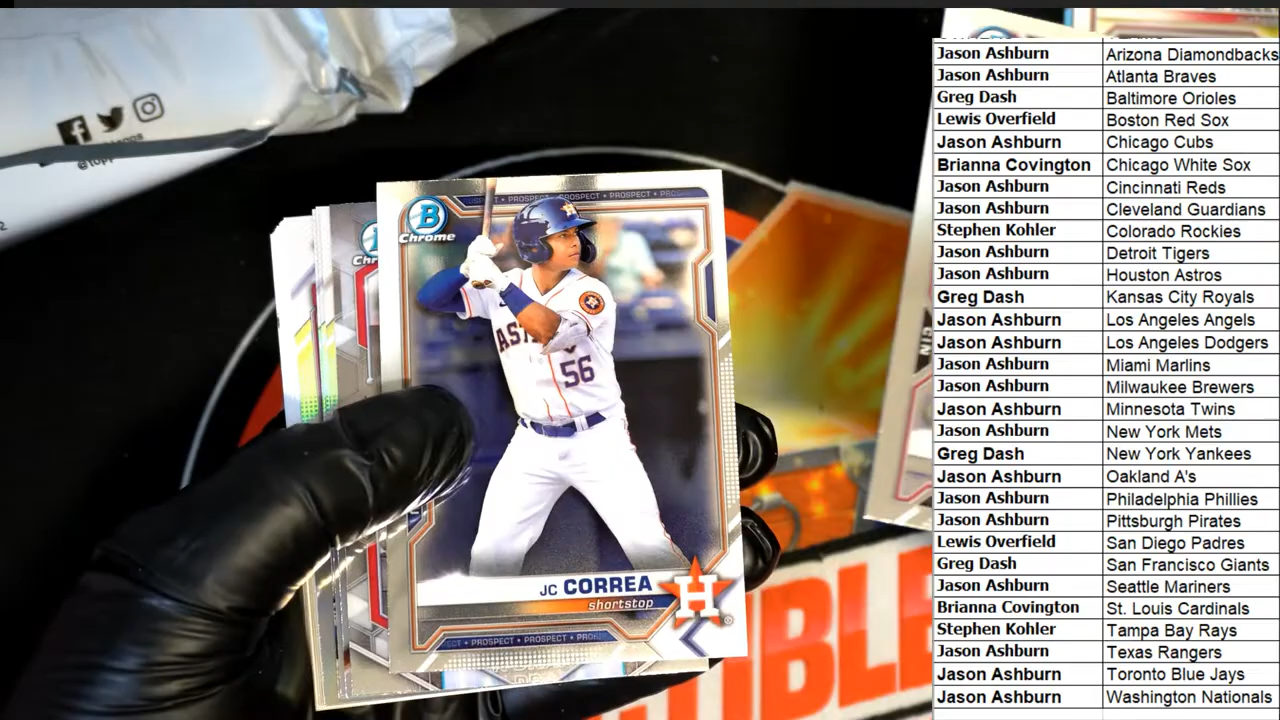 Jason Ashburn Arizona Diamondbacks
Jason Ashburn Atlanta Braves
Greg Dash Baltimore Orioles
Lewis Overfield Boston Red Sox
Jason Ashburn Chicago Cubs
Brianna Covington Chicago White Sox
Jason Ashburn Cincinnati Reds
Jason Ashburn Cleveland Guardians
Stephen Kohler Colorado Rockies
Jason Ashburn Detroit Tigers
Jason Ashburn Houston Astros
Greg Dash Kansas City Royals
Jason Ashburn Los Angeles Angels
Jason Ashburn Los Angeles Dodgers
Jason Ashburn Miami Marlins
Jason Ashburn Milwaukee Brewers
Jason Ashburn Minnesota Twins
Jason Ashburn New York Mets
Greg Dash New York Yankees
Jason Ashburn Oakland A's
Jason Ashburn Philadelphia Phillies
Jason Ashburn Pittsburgh Pirates
Lewis Overfield San Diego Padres
Greg Dash San Francisco Giants
Jason Ashburn Seattle Mariners
Brianna Covington St. Louis Cardinals
Stephen Kohler Tampa Bay Rays
Jason Ashburn Texas Rangers
Jason Ashburn Toronto Blue Jays
Jason Ashburn Washington Nationals
PROSPECT • PROSPECT
B
Chrome
56
JC CORREA
shortstop
H
PROSPECT • PROSPECT